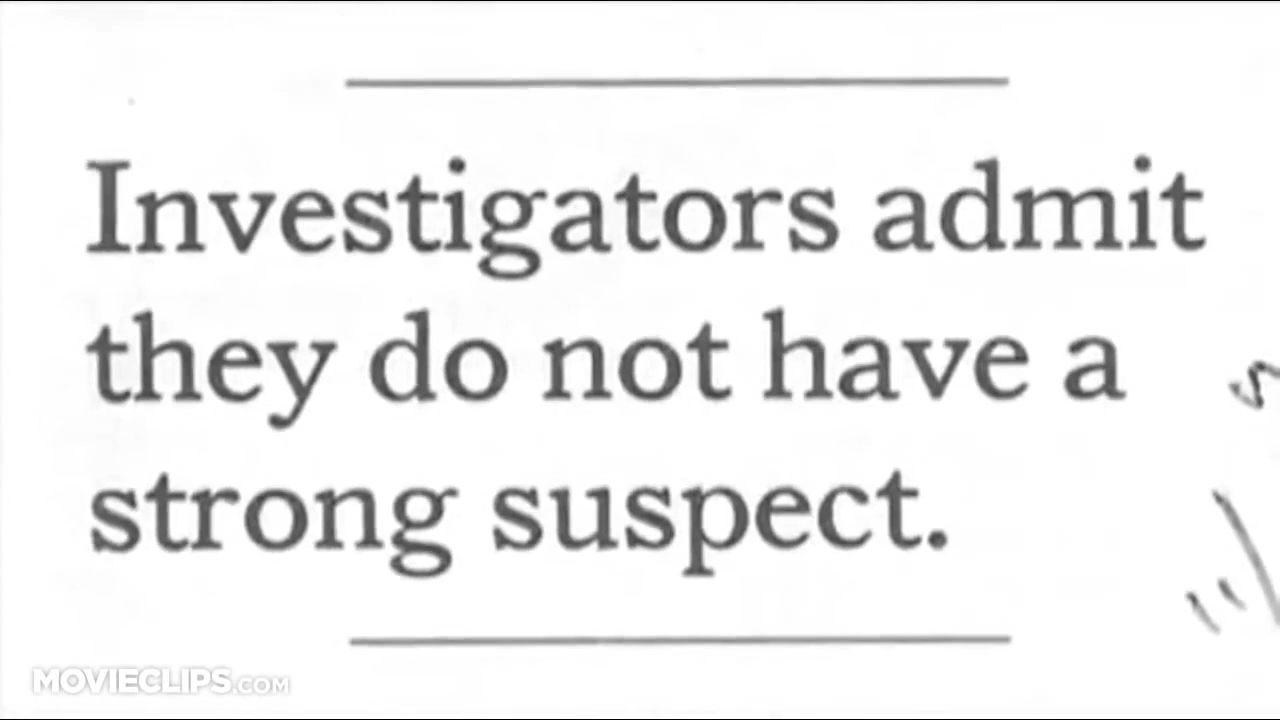 Investigators admit
they do not have a
strong suspect.
MOVIECLIPS.COM